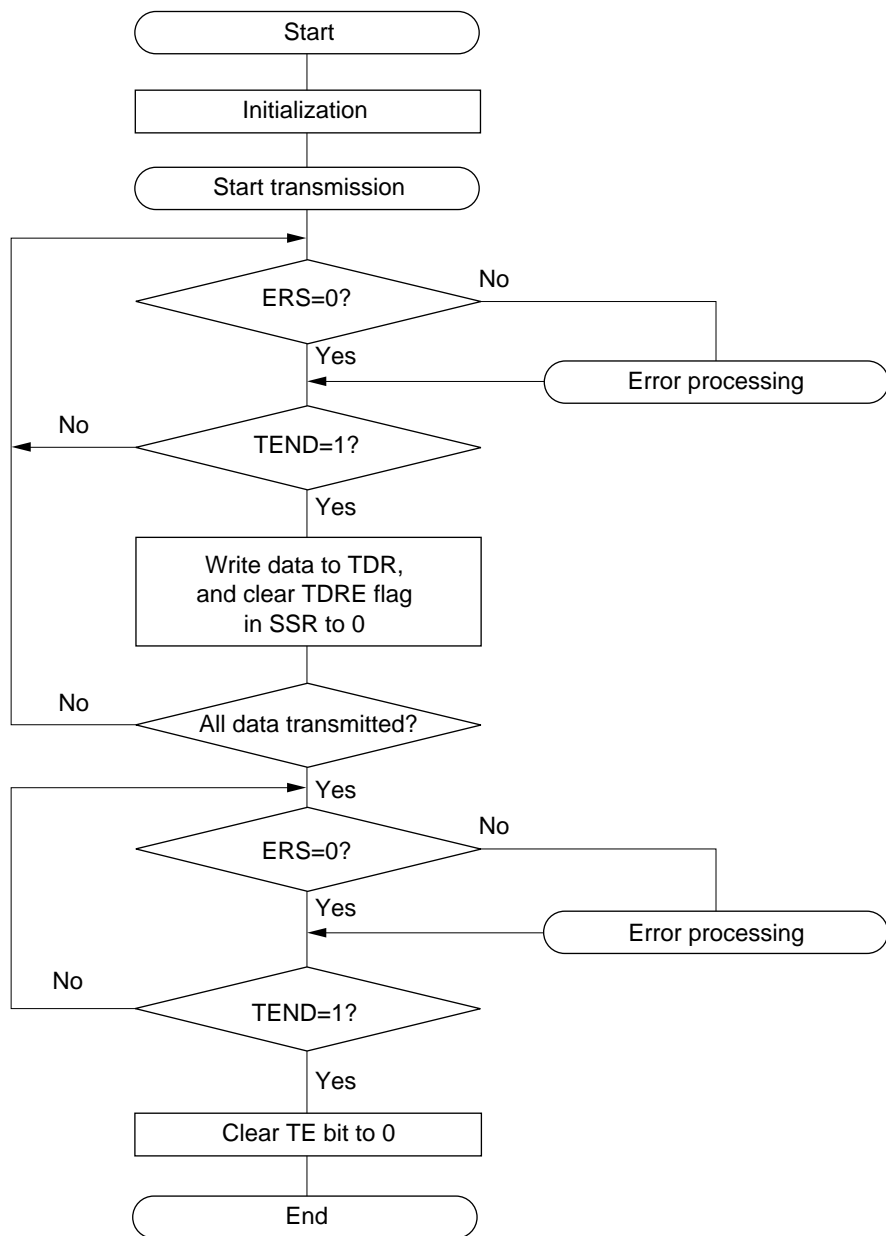 Start
Initialization
Start transmission
ERS=0?
No
Yes
Error processing
No
TEND=1?
Yes
Write data to TDR,
and clear TDRE flag
in SSR to 0
No
All data transmitted?
Yes
ERS=0?
No
Yes
Error processing
No
TEND=1?
Yes
Clear TE bit to 0
End